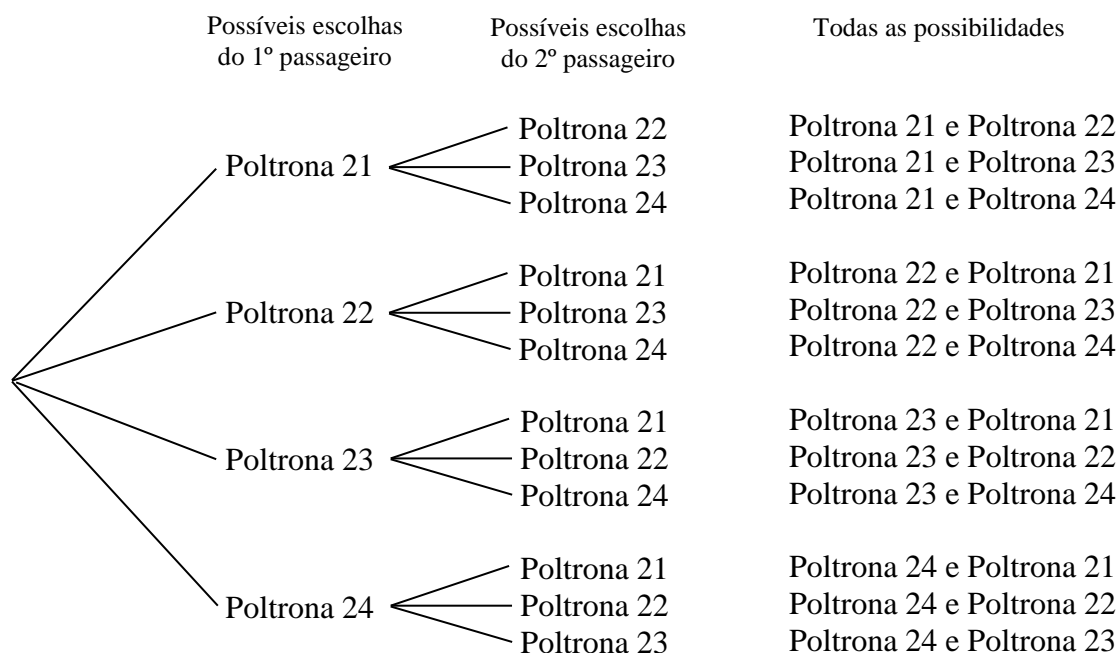 Possíveis escolhas
do 1º passageiro
Possíveis escolhas
do 2º passageiro
Todas as possibilidades
Poltrona 21
Poltrona 22
Poltrona 23
Poltrona 24
Poltrona 21 e Poltrona 22
Poltrona 21 e Poltrona 23
Poltrona 21 e Poltrona 24
Poltrona 22
Poltrona 21
Poltrona 23
Poltrona 24
Poltrona 22 e Poltrona 21
Poltrona 22 e Poltrona 23
Poltrona 22 e Poltrona 24
Poltrona 23
Poltrona 21
Poltrona 22
Poltrona 24
Poltrona 23 e Poltrona 21
Poltrona 23 e Poltrona 22
Poltrona 23 e Poltrona 24
Poltrona 24
Poltrona 21
Poltrona 22
Poltrona 23
Poltrona 24 e Poltrona 21
Poltrona 24 e Poltrona 22
Poltrona 24 e Poltrona 23